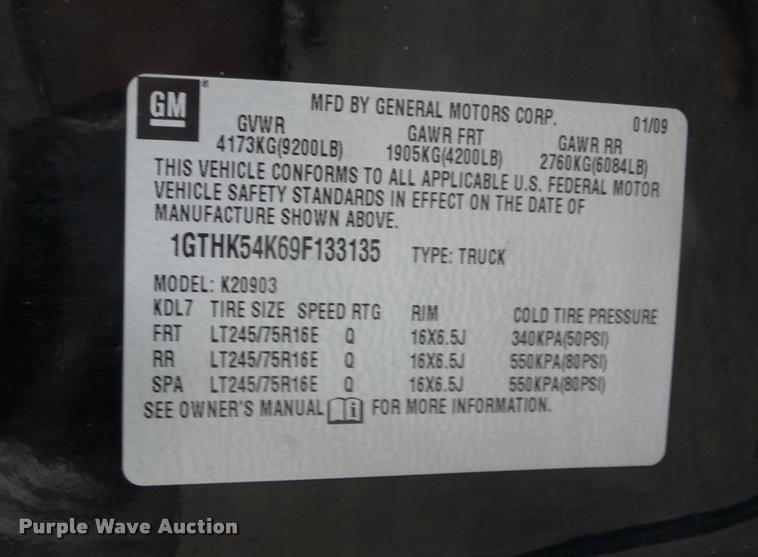 GM®
MFD BY GENERAL MOTORS CORP. 01/09
GVWR GAWR FRT GAWR RR
4173KG(9200LB) 1905KG(4200LB) 2760KG(6084LB)
THIS VEHICLE CONFORMS TO ALL APPLICABLE U.S. FEDERAL MOTOR
VEHICLE SAFETY STANDARDS IN EFFECT ON THE DATE OF
MANUFACTURE SHOWN ABOVE.
1GTHK54K69F133135 TYPE: TRUCK
MODEL: K20903
KDL7 TIRE SIZE SPEED RTG RIM COLD TIRE PRESSURE
FRT LT245/75R16E Q 16X6.5J 340KPA(50PSI)
RR LT245/75R16E Q 16X6.5J 550KPA(80PSI)
SPA LT245/75R16E Q 16X6.5J 550KPA(80PSI)
SEE OWNER'S MANUAL i FOR MORE INFORMATION.
Purple Wave Auction